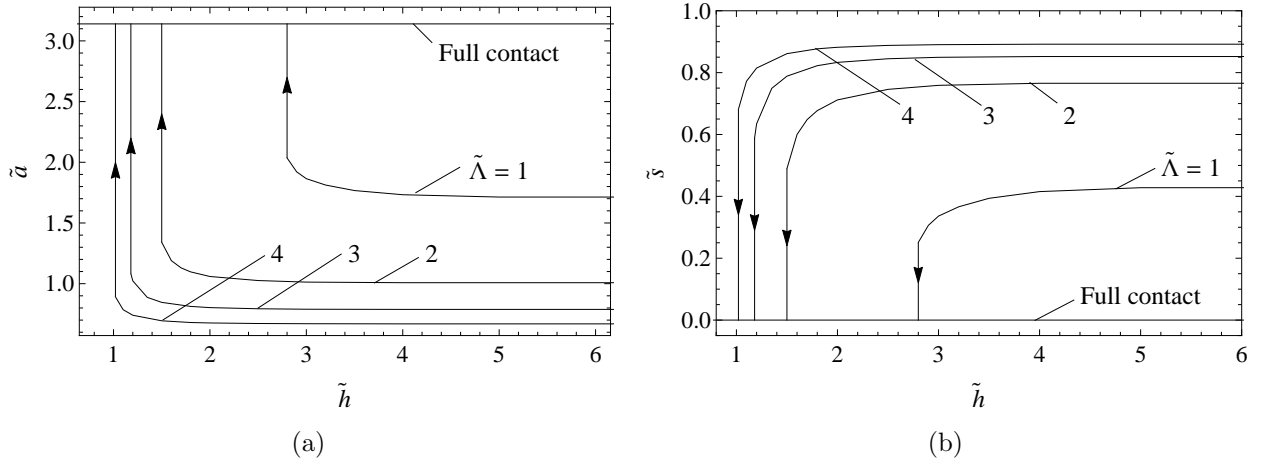 3.0
2.5
2.0
1.5
1.0
ã
Full contact
Λ̃ = 1
4
3
2
1 2 3 4 5 6
h̃
(a)
1.0
0.8
0.6
0.4
0.2
0.0
s̃
4
3
2
Λ̃ = 1
Full contact
1 2 3 4 5 6
h̃
(b)